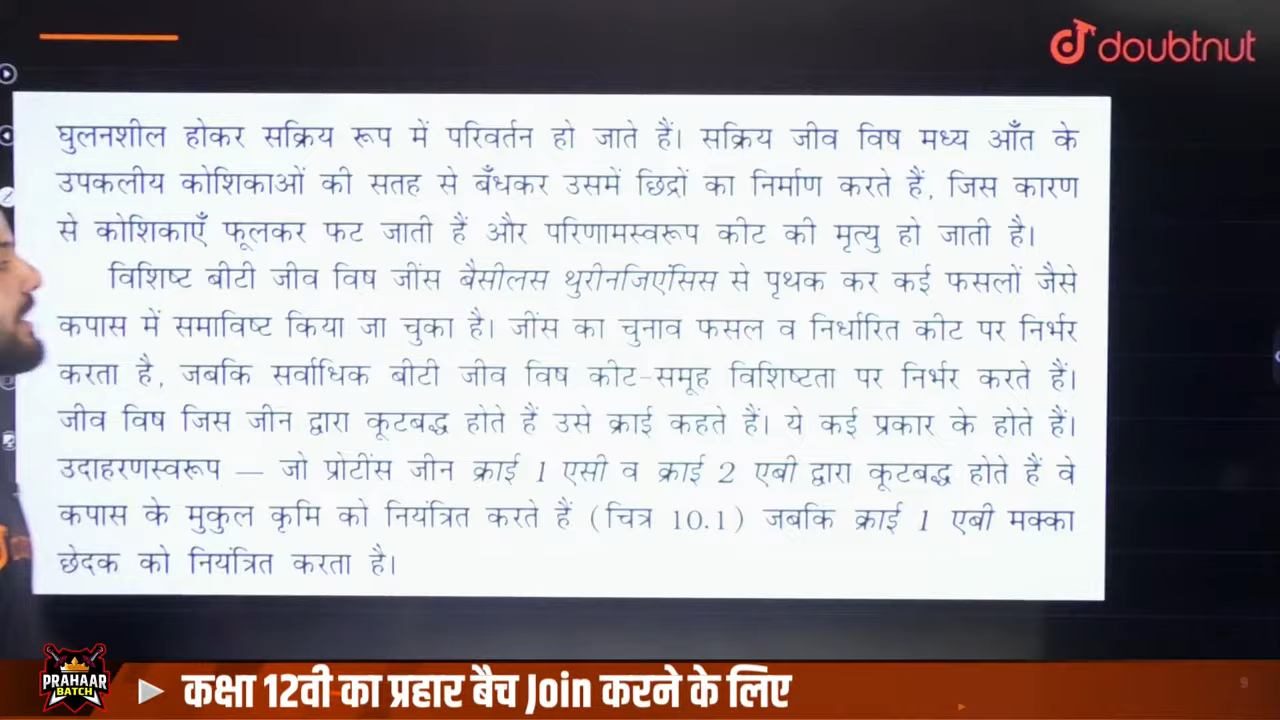 doubtnut
घुलनशील होकर सक्रिय रूप में परिवर्तन हो जाते हैं। सक्रिय जीव विष मध्य आँत के
उपकलीय कोशिकाओं की सतह से बँधकर उसमें छिद्रों का निर्माण करते हैं, जिस कारण
से कोशिकाएँ फूलकर फट जाती हैं और परिणामस्वरूप कीट की मृत्यु हो जाती है।
विशिष्ट बीटी जीव विष जींस बैसीलस थुरीनजिएंसिस से पृथक कर कई फसलों जैसे
कपास में समाविष्ट किया जा चुका है। जींस का चुनाव फसल व निर्धारित कीट पर निर्भर
करता है, जबकि सर्वाधिक बीटी जीव विष कीट-समूह विशिष्टता पर निर्भर करते हैं।
जीव विष जिस जीन द्वारा कूटबद्ध होते हैं उसे क्राई कहते हैं। ये कई प्रकार के होते हैं।
उदाहरणस्वरूप — जो प्रोटींस जीन क्राई 1 एसी व क्राई 2 एबी द्वारा कूटबद्ध होते हैं वे
कपास के मुकुल कृमि को नियंत्रित करते हैं (चित्र 10.1) जबकि क्राई 1 एबी मक्का
छेदक को नियंत्रित करता है।
PRAHAAR
BATCH
कक्षा 12वी का प्रहार बैच Join करने के लिए
9